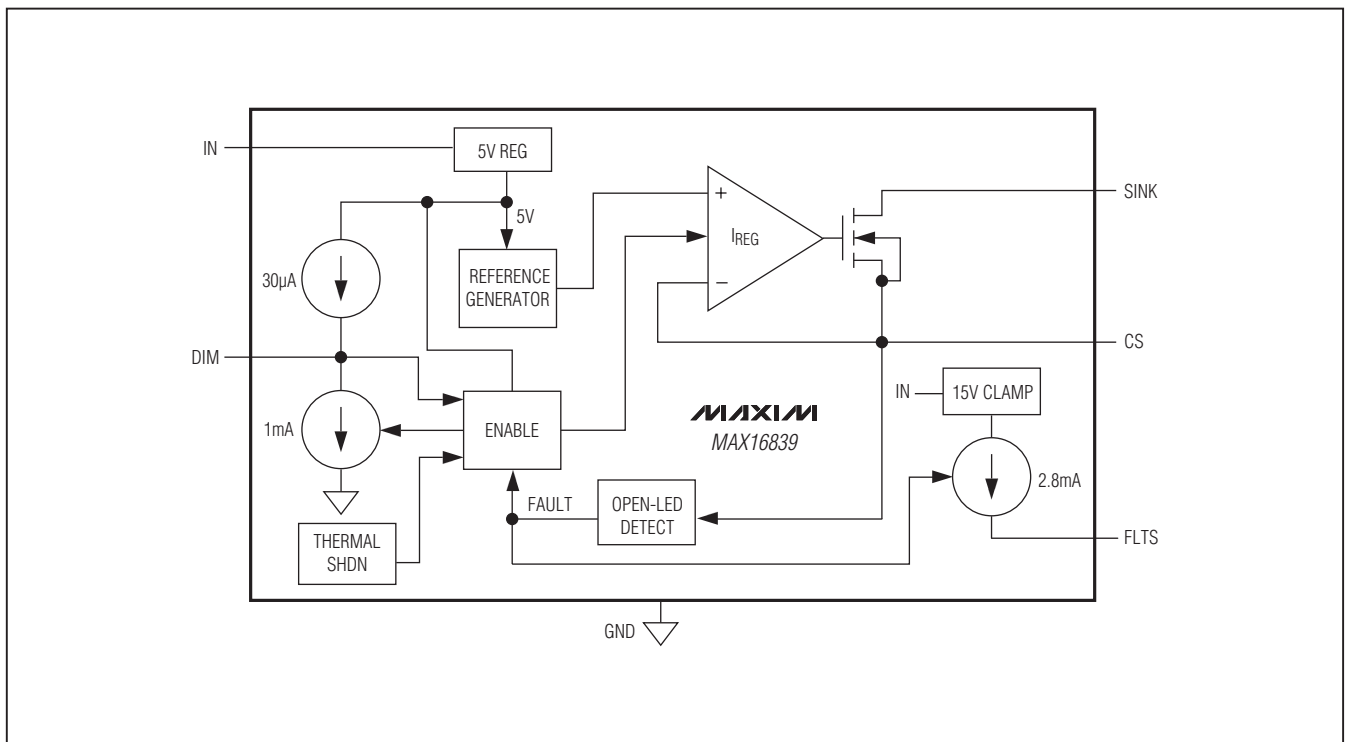 IN
5V REG
5V
SINK
+
IREG
−
30µA
REFERENCE
GENERATOR
DIM
CS
IN
15V CLAMP
1mA
ENABLE
MAXIM
MAX16839
2.8mA
FAULT
OPEN-LED
DETECT
THERMAL
SHDN
FLTS
GND